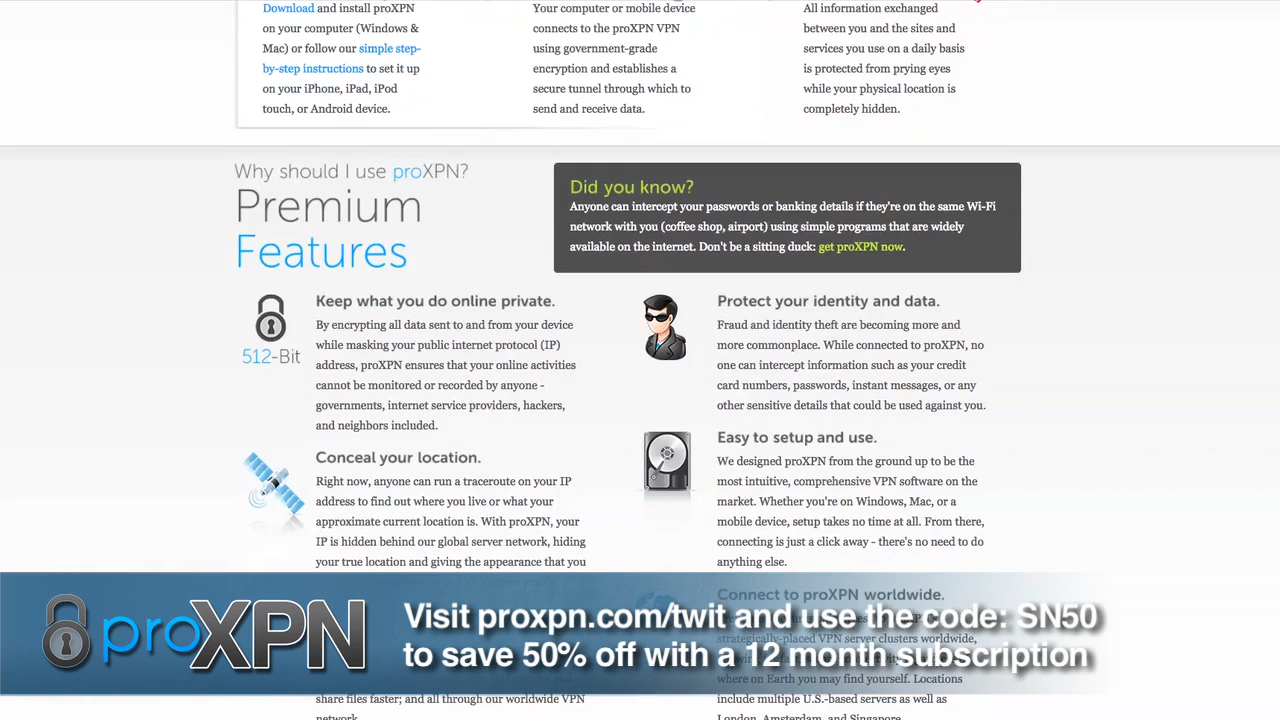 Download and install proXPN
on your computer (Windows &
Mac) or follow our simple step-
by-step instructions to set it up
on your iPhone, iPad, iPod
touch, or Android device.
Your computer or mobile device
connects to the proXPN VPN
using government-grade
encryption and establishes a
secure tunnel through which to
send and receive data.
All information exchanged
between you and the sites and
services you use on a daily basis
is protected from prying eyes
while your physical location is
completely hidden.
Why should I use proXPN?
Premium
Features
Did you know?
Anyone can intercept your passwords or banking details if they're on the same Wi-Fi
network with you (coffee shop, airport) using simple programs that are widely
available on the internet. Don't be a sitting duck: get proXPN now.
512-Bit
Keep what you do online private.
By encrypting all data sent to and from your device
while masking your public internet protocol (IP)
address, proXPN ensures that your online activities
cannot be monitored or recorded by anyone -
governments, internet service providers, hackers,
and neighbors included.
Conceal your location.
Right now, anyone can run a traceroute on your IP
address to find out where you live or what your
approximate current location is. With proXPN, your
IP is hidden behind our global server network, hiding
your true location and giving the appearance that you
share files faster; and all through our worldwide VPN
network.
Protect your identity and data.
Fraud and identity theft are becoming more and
more commonplace. While connected to proXPN, no
one can intercept information such as your credit
card numbers, passwords, instant messages, or any
other sensitive details that could be used against you.
Easy to setup and use.
We designed proXPN from the ground up to be the
most intuitive, comprehensive VPN software on the
market. Whether you're on Windows, Mac, or a
mobile device, setup takes no time at all. From there,
connecting is just a click away - there's no need to do
anything else.
Connect to proXPN worldwide.
strategically-placed VPN server clusters worldwide,
where on Earth you may find yourself. Locations
include multiple U.S.-based servers as well as
London, Amsterdam, and Singapore.
proXPN
Visit proxpn.com/twit and use the code: SN50
to save 50% off with a 12 month subscription